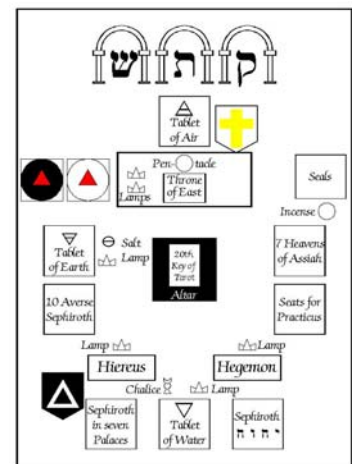 ש ת ק
Tablet
of Air
Pen- tacle
Throne
of East
Lamps
Seals
Incense
Tablet
of Earth
Salt
Lamp
20th
Key of
Tarot
Altar
7 Heavens
of Assiah
10 Averse
Sephiroth
Seats for
Practicus
Lamp
Lamp
Hiereus
Hegemon
Chalice
Lamp
Sephiroth
in seven
Palaces
Tablet
of Water
Sephiroth
יהוה